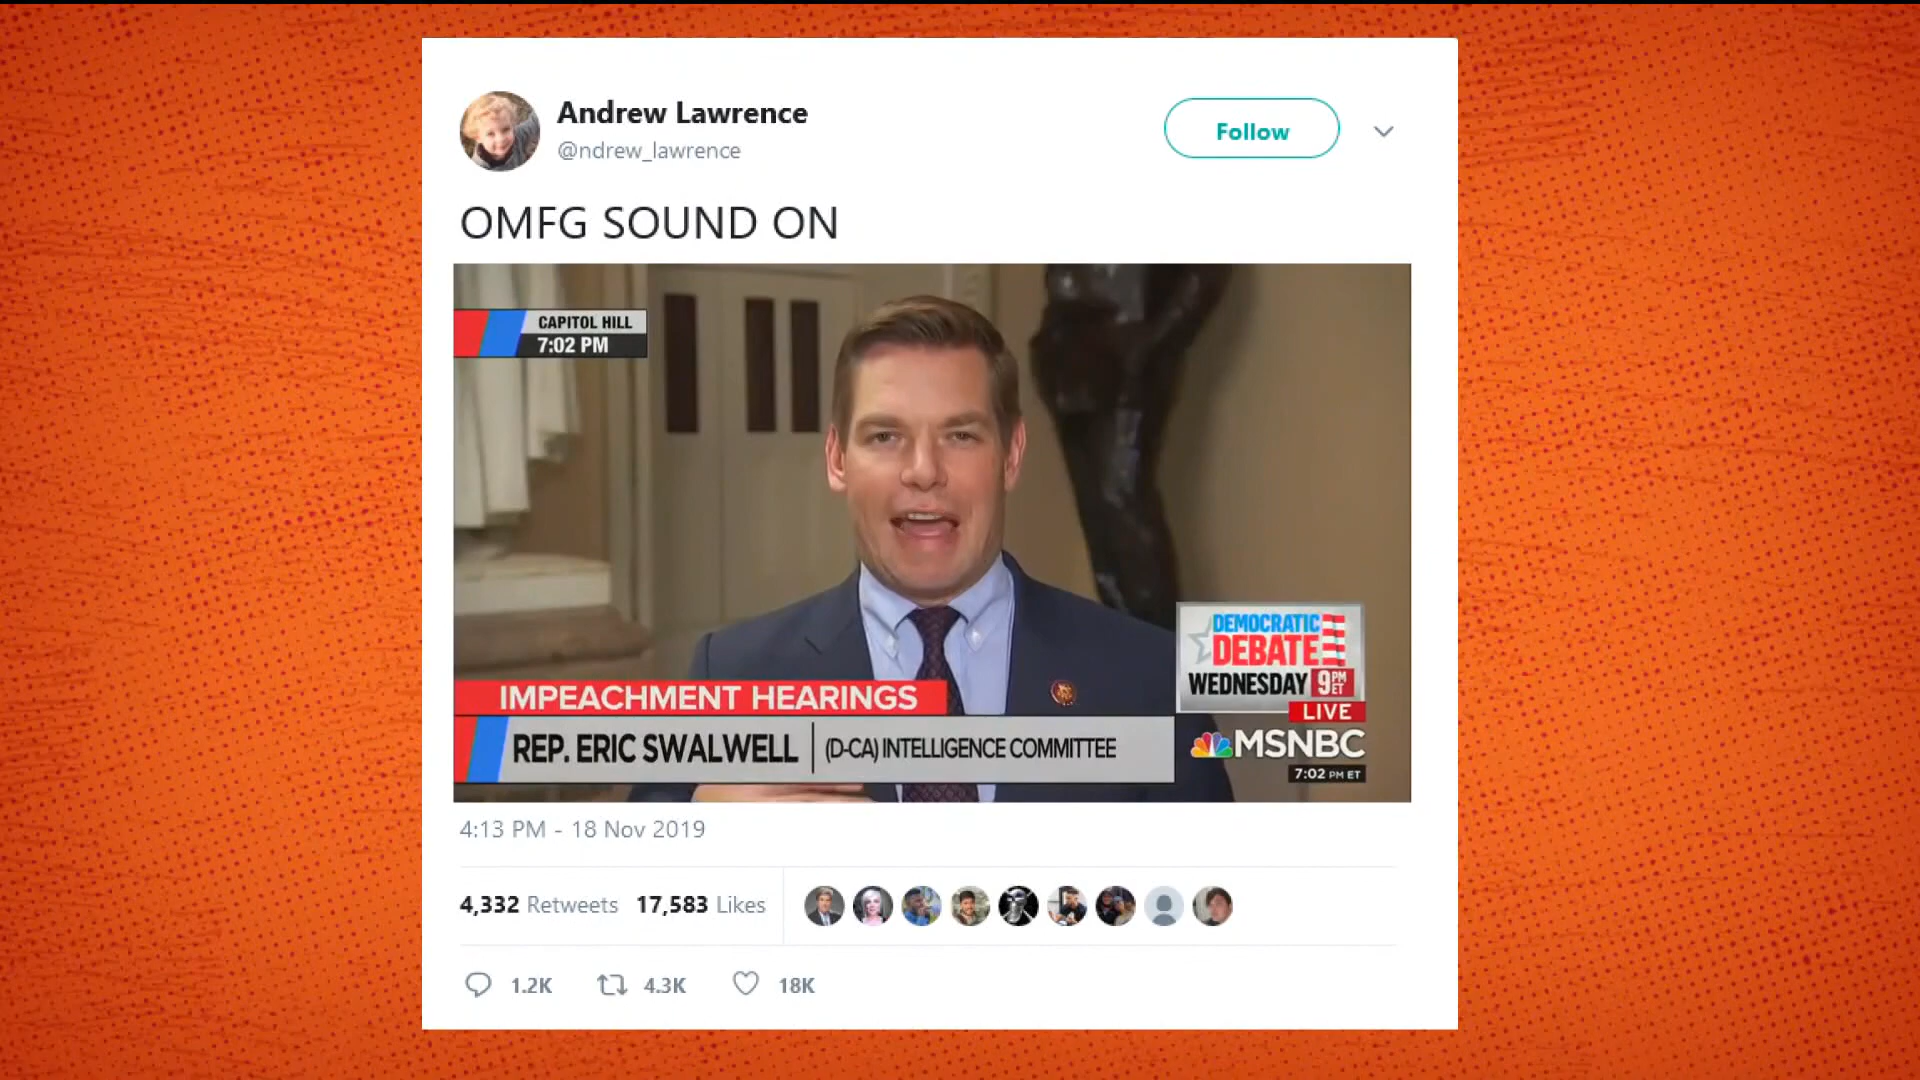 Andrew Lawrence
@ndrew_lawrence
Follow
OMFG SOUND ON
CAPITOL HILL
7:02 PM
DEMOCRATIC
DEBATE
WEDNESDAY 9PM ET
LIVE
IMPEACHMENT HEARINGS
REP. ERIC SWALWELL (D-CA) INTELLIGENCE COMMITTEE
MSNBC
7:02 PM ET
4:13 PM - 18 Nov 2019
4,332 Retweets 17,583 Likes
1.2K 4.3K 18K